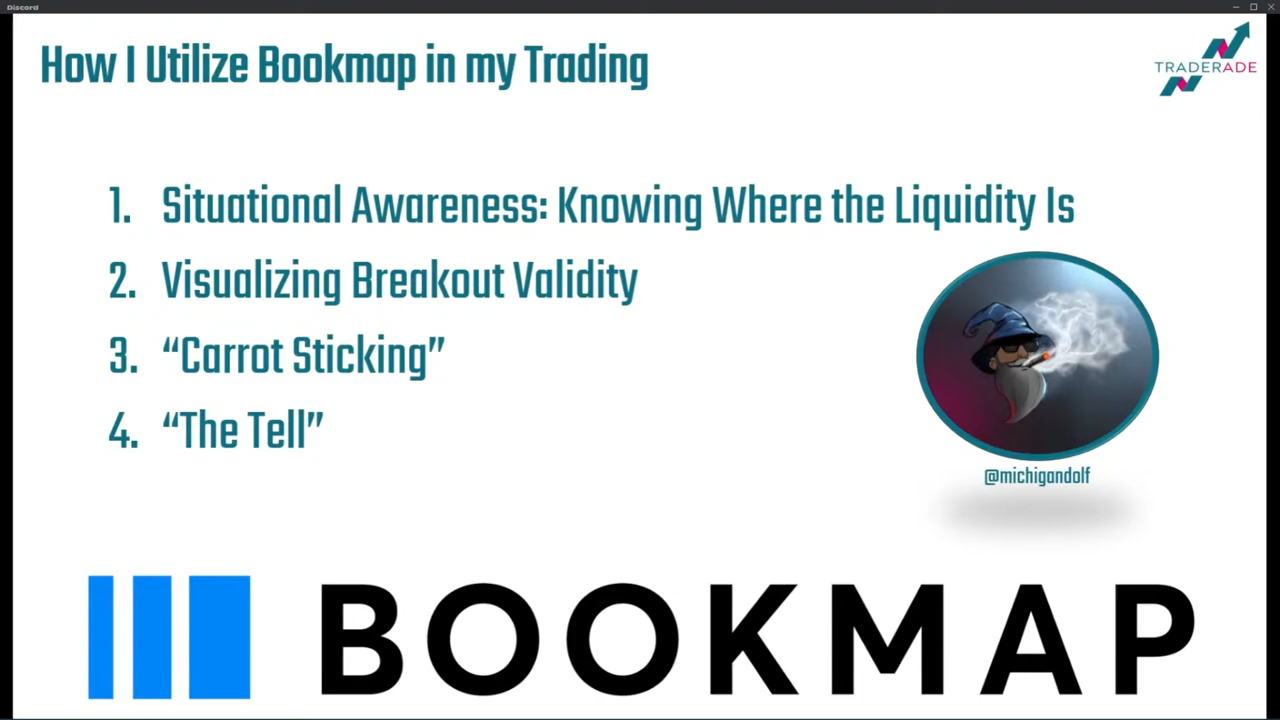 Discord
How I Utilize Bookmap in my Trading
TRADERADE
1. Situational Awareness: Knowing Where the Liquidity Is
2. Visualizing Breakout Validity
3. “Carrot Sticking”
4. “The Tell”
@michigandolf
BOOKMAP